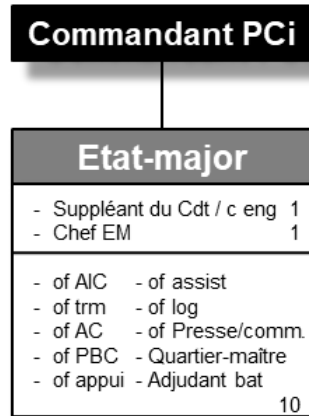 Commandant PCi
Etat-major
- Suppléant du Cdt / c eng 1
- Chef EM 1
- of AIC - of assist
- of trm - of log
- of AC - of Presse/comm.
- of PBC - Quartier-maître
- of appui - Adjudant bat
10